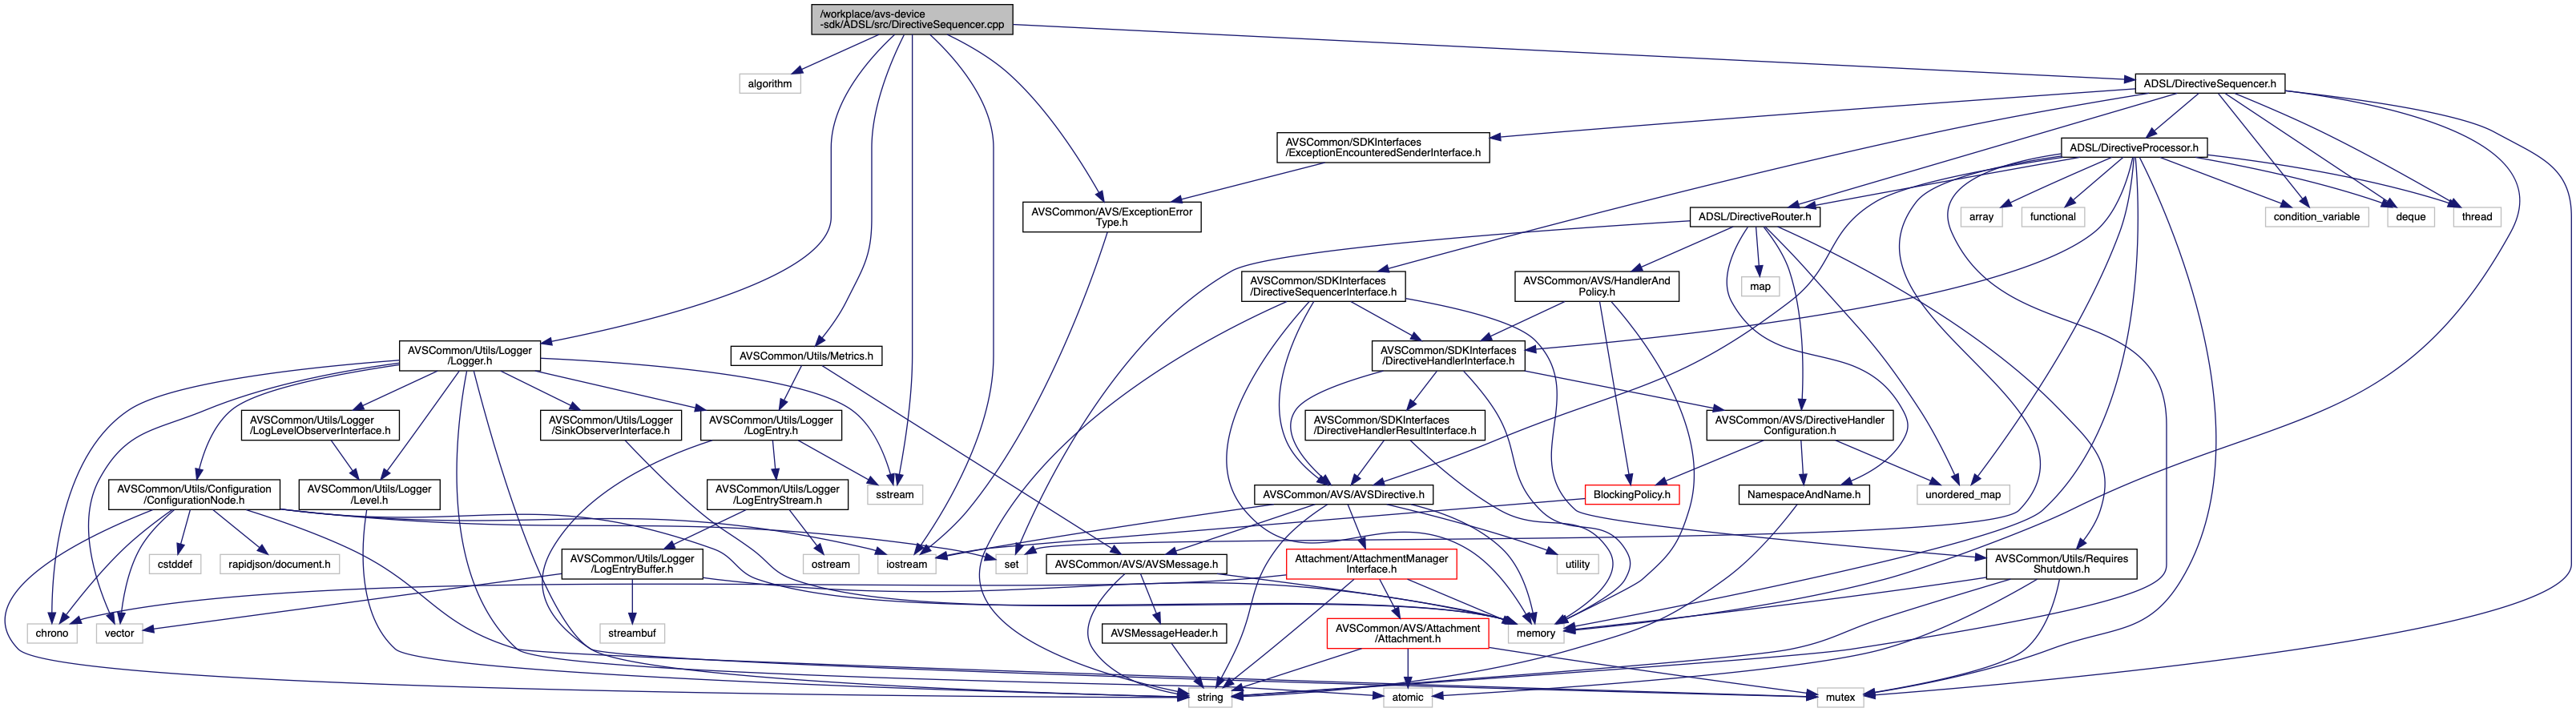 /workplace/avs-device
-sdk/ADSL/src/DirectiveSequencer.cpp
algorithm
ADSL/DirectiveSequencer.h
AVSCommon/SDKInterfaces
/ExceptionEncounteredSenderInterface.h
ADSL/DirectiveProcessor.h
AVSCommon/AVS/ExceptionError
Type.h
ADSL/DirectiveRouter.h
array
functional
condition_variable
deque
thread
AVSCommon/SDKInterfaces
/DirectiveSequencerInterface.h
AVSCommon/AVS/HandlerAnd
Policy.h
map
AVSCommon/Utils/Logger
/Logger.h
AVSCommon/Utils/Metrics.h
AVSCommon/SDKInterfaces
/DirectiveHandlerInterface.h
AVSCommon/Utils/Logger
/LogLevelObserverInterface.h
AVSCommon/Utils/Logger
/SinkObserverInterface.h
AVSCommon/Utils/Logger
/LogEntry.h
AVSCommon/SDKInterfaces
/DirectiveHandlerResultInterface.h
AVSCommon/AVS/DirectiveHandler
Configuration.h
AVSCommon/Utils/Configuration
/ConfigurationNode.h
AVSCommon/Utils/Logger
/Level.h
AVSCommon/Utils/Logger
/LogEntryStream.h
sstream
AVSCommon/AVS/AVSDirective.h
BlockingPolicy.h
NamespaceAndName.h
unordered_map
cstddef
rapidjson/document.h
AVSCommon/Utils/Logger
/LogEntryBuffer.h
ostream
iostream
set
AVSCommon/AVS/AVSMessage.h
Attachment/AttachmentManager
Interface.h
utility
AVSCommon/Utils/Requires
Shutdown.h
chrono
vector
streambuf
AVSMessageHeader.h
AVSCommon/AVS/Attachment
/Attachment.h
memory
string
atomic
mutex